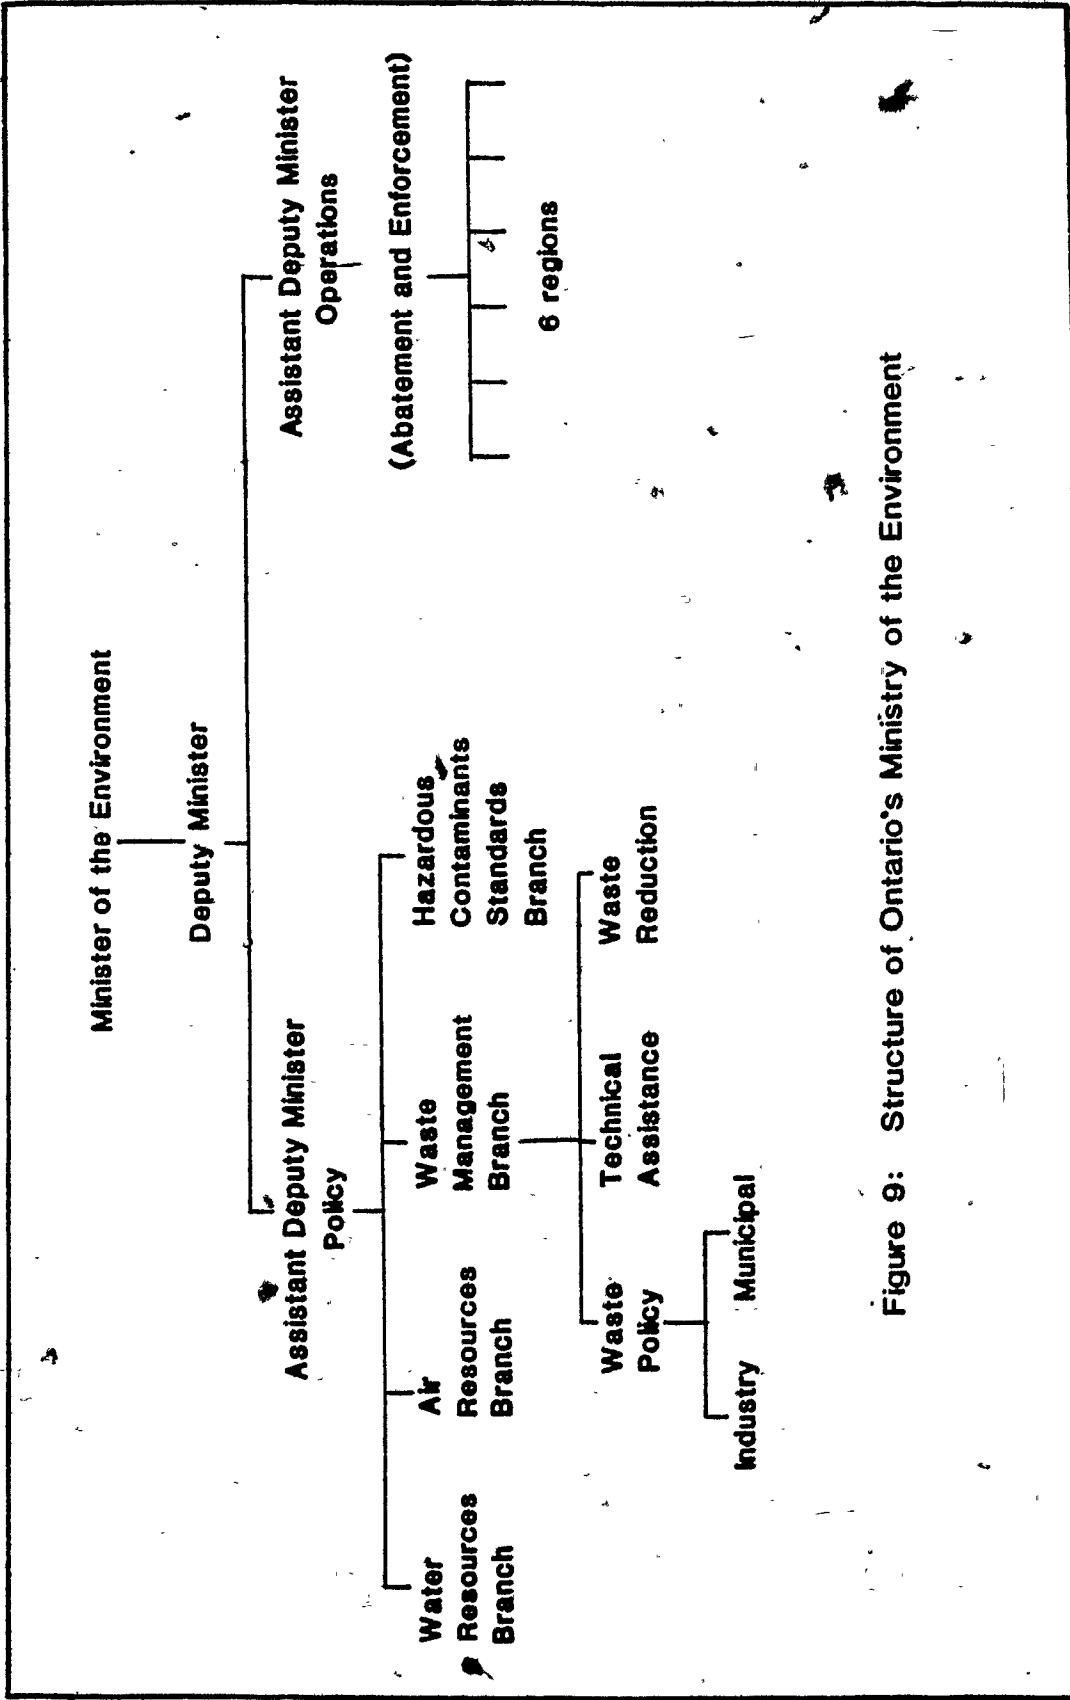 Minister of the Environment
Deputy Minister
Assistant Deputy Minister
Policy
Assistant Deputy Minister
Operations
(Abatement and Enforcement)
6 regions
Water
Resources
Branch
Air
Resources
Branch
Waste
Management
Branch
Hazardous
Contaminants
Standards
Branch
Waste
Policy
Technical
Assistance
Waste
Reduction
Industry
Municipal
Figure 9: Structure of Ontario's Ministry of the Environment